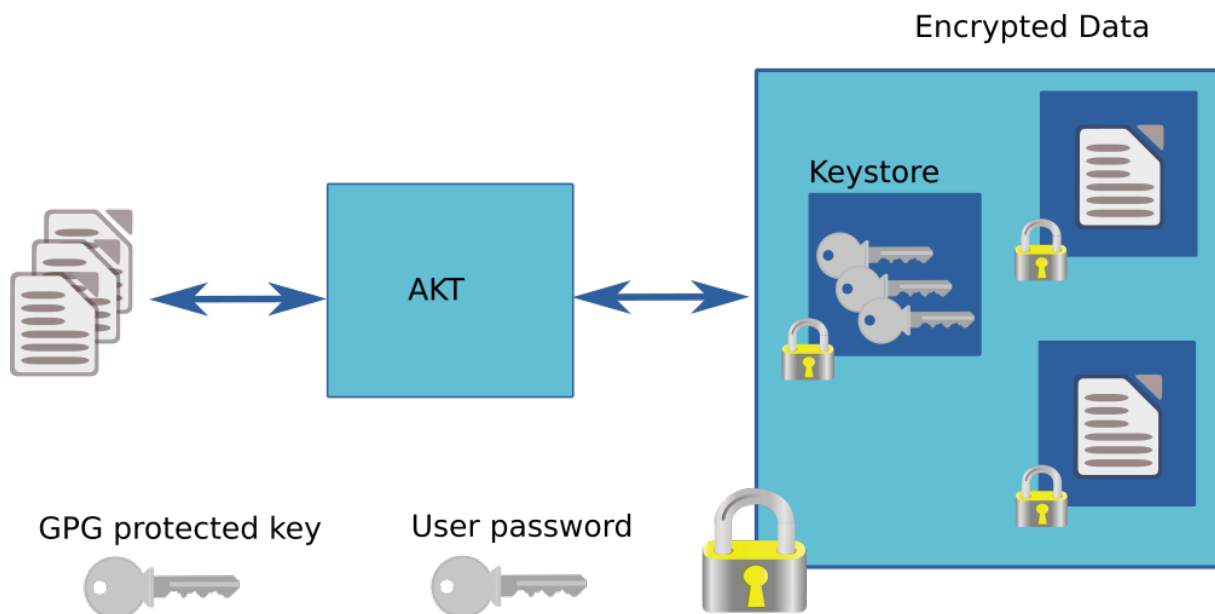 Encrypted Data
Keystore
AKT
GPG protected key
User password